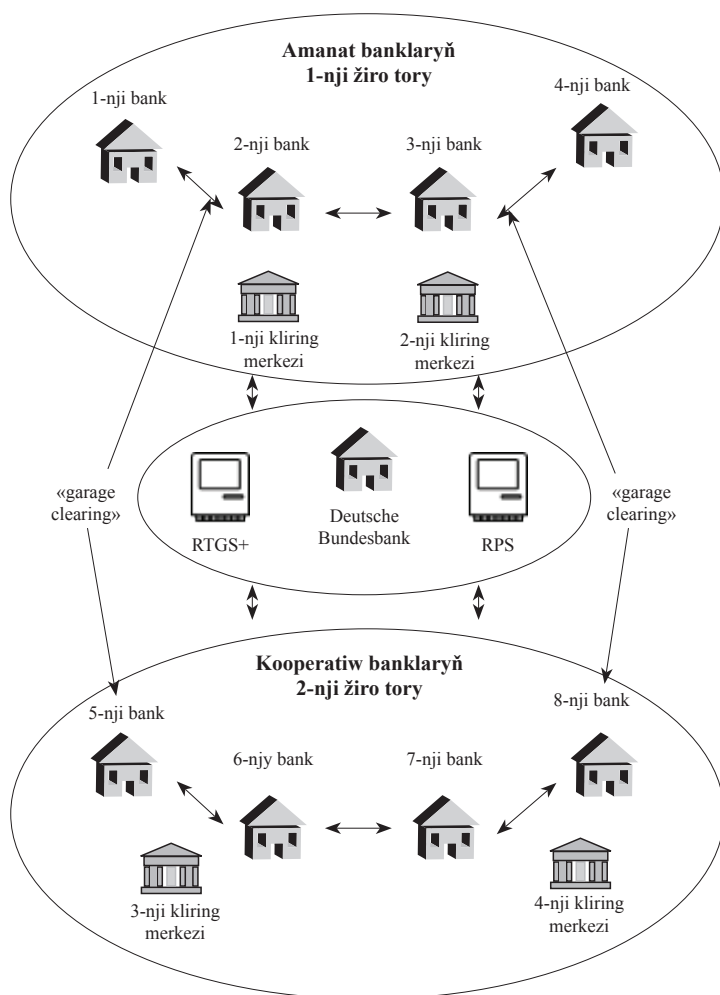 Amanat banklaryň
1-nji žiro tory
1-nji bank
4-nji bank
2-nji bank
3-nji bank
1-nji kliring
merkezi
2-nji kliring
merkezi
«garage
clearing»
RTGS+
Deutsche
Bundesbank
RPS
«garage
clearing»
Kooperatiw banklaryň
2-nji žiro tory
5-nji bank
8-nji bank
6-njy bank
7-nji bank
3-nji kliring
merkezi
4-nji kliring
merkezi